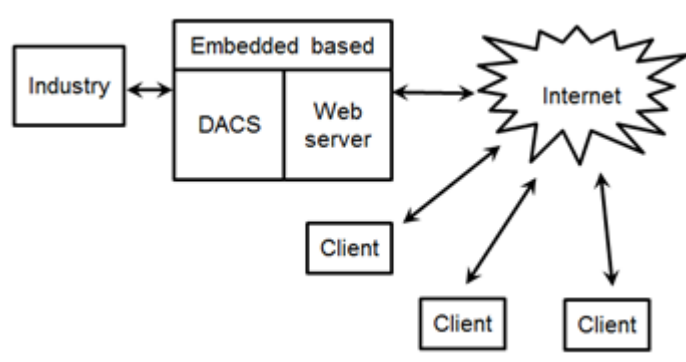 Embedded based
Industry
DACS
Web
server
Internet
Client
Client
Client